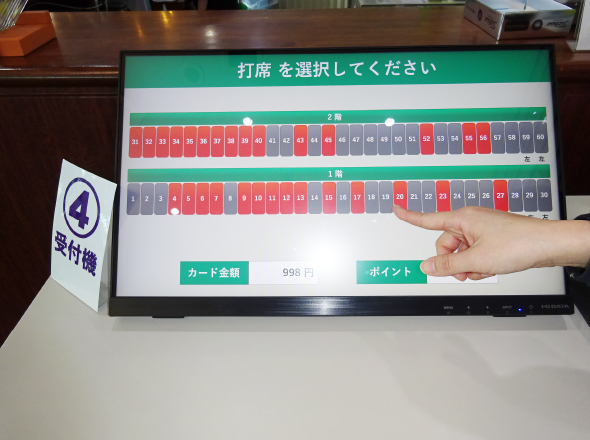 打席 を選択してください
2 階
31 32 33 34 35 36 37 38 39 40 41 42 43 44 45 46 47 48 49 50 51 52 53 54 55 56 57 58 59 60
左 左
1 階
1 2 3 4 5 6 7 8 9 10 11 12 13 14 15 16 17 18 19 20 21 22 23 24 25 26 27 28 29 30
左
カード金額 998 円 ポイント
4
受付機